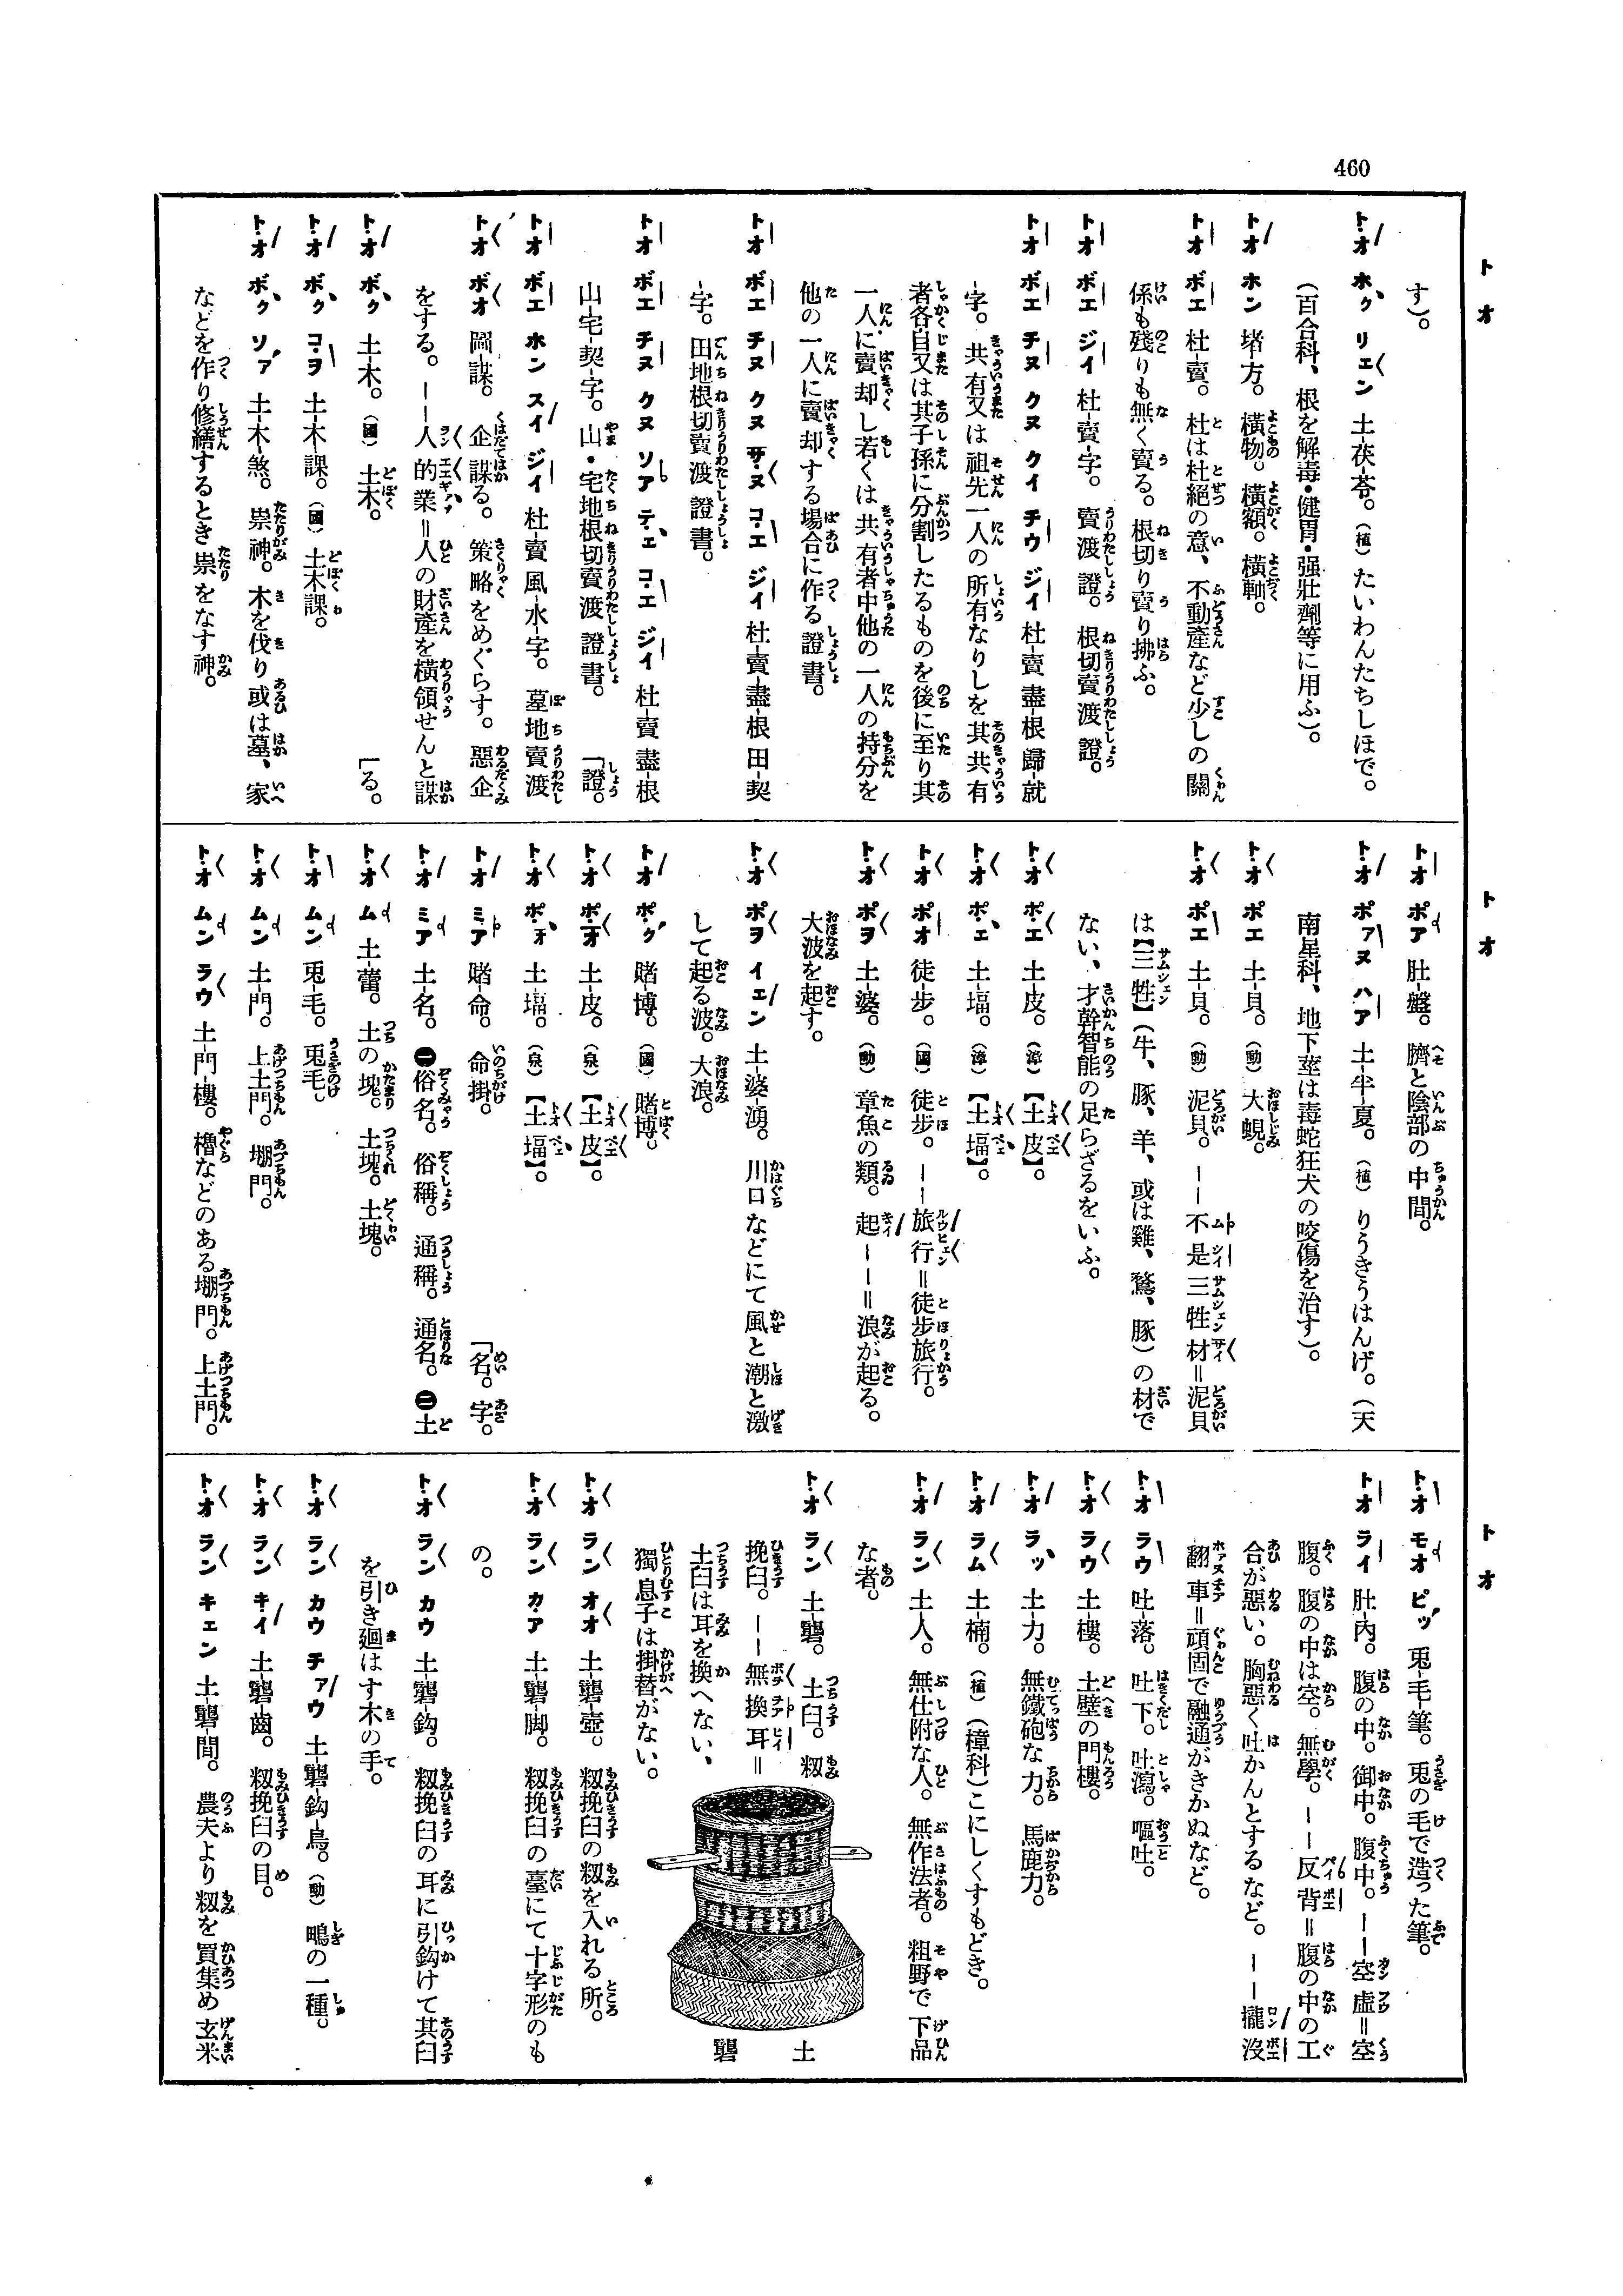 460
トオ
す）。
トオ ホク リェン 土-茯-苓。（植）たいわんたちしほで。
（百合科、根を解毒・健胃・强壯劑等に用ふ）。
トオ ホン 堵-方。橫物。橫額。橫軸。
トオ ボエ 杜-賣。杜は杜絕の意、不動產など少しの關
係も殘りも無く賣る。根切り賣り拂ふ。
トオ ボエ ジイ 杜-賣-字。賣渡證。根切賣渡證。
トオ ボエ チヌ クヌ クイ チウ ジイ 杜-賣-盡-根-歸-就
-字。共有又は祖先一人の所有なりしを其共有
者各自又は其子孫に分割したるものを後に至り其
一人に賣却し若くは共有者中他の一人の持分を
他の一人に賣却する場合に作る證書。
トオ ボエ チヌ クヌ サヌ コエ ジイ 杜-賣-盡-根-田-契
-字。田地根切賣渡證書。
トオ ボエ チヌ クヌ ソア テェ コエ ジイ 杜-賣-盡-根
山-宅-契-字。山・宅地根切賣渡證書。 「證。
トオ ボエ ホン スイ ジイ 杜-賣-風-水-字。墓地賣渡
トオ ボオ 圖-謀。企謀る。策略をめぐらす。惡企
をする。——人的業＝人の財產を橫領せんと謀
トオ ボク 土-木。（國）土木。 「る。
トオ ボク コヲ 土-木-課。（國）土木課。
トオ ボク ソア 土-木-煞。祟神。木を伐り或は墓、家
などを作り修繕するとき祟をなす神。
トオ
トオ ポア 肚-盤。臍と陰部の中間。
トオ ポァヌ ハア 土-半-夏。（植）りうきうはんげ。（天
南星科、地下莖は毒蛇狂犬の咬傷を治す）。
トオ ポエ 土-貝。（動）大蜆。
トオ ポエ 土-貝。（動）泥貝。——不是三牲材＝泥貝
は【三牲】（牛、豚、羊、或は雞、鵞、豚）の材で
ない、才幹智能の足らざるをいふ。
トオ ポエ 土-皮。（漳）【土皮】。
トオ ポェ 土-堛。（漳）【土堛】。
トオ ポオ 徒-步。（國）徒步。——旅行＝徒步旅行。
トオ ポヲ 土-婆。（動）章魚の類。起——＝浪が起る。
大波を起す。
トオ ポヲ イェン 土-婆-湧。川口などにて風と潮と激
して起る波。大浪。
トオ ポク 賭-博。（國）賭博。
トオ ポオ 土-皮。（泉）【土皮】。
トオ ポオ 土-堛。（泉）【土堛】。
トオ ミア 賭-命。命掛。 「名。字。
トオ ミア 土-名。㊀俗名。俗稱。通稱。通名。㊁土
トオ ム 土-蕾。土の塊。土塊。土塊。
トオ ムン 兎-毛。兎毛。
トオ ムン 土-門。上土門。堋門。
トオ ムン ラウ 土-門-樓。櫓などのある堋門。上土門。
トオ
トオ モオ ピッ 兎-毛-筆。兎の毛で造った筆。
トオ ライ 肚-內。腹の中。御中。腹中。——空虛＝空
腹。腹の中は空。無學。——反背＝腹の中の工
合が惡い。胸惡く吐かんとするなど。——攏沒
翻車＝頑固で融通がきかぬなど。
トオ ラウ 吐-落。吐下。吐瀉。嘔吐。
トオ ラウ 土-樓。土壁の門樓。
トオ ラッ 土-力。無鐵砲な力。馬鹿力。
トオ ラム 土-楠。（植）（樟科）こにしくすもどき。
トオ ラン 土-人。無仕附な人。無作法者。粗野で下品
な者。
トオ ラン 土-礱。土臼。籾
挽臼。——無換耳＝
土臼は耳を換へない、
獨息子は掛替がない。
土礱
トオ ラン オオ 土-礱-壺。籾挽臼の籾を入れる所。
トオ ラン カア 土-礱-脚。籾挽臼の臺にて十字形のも
の。
トオ ラン カウ 土-礱-鈎。籾挽臼の耳に引鈎けて其臼
を引き廻はす木の手。
トオ ラン カウ チァウ 土-礱-鈎-鳥。（動）鴫の一種。
トオ ラン キイ 土-礱-齒。籾挽臼の目。
トオ ラン キェン 土-礱-間。農夫より籾を買集め玄米